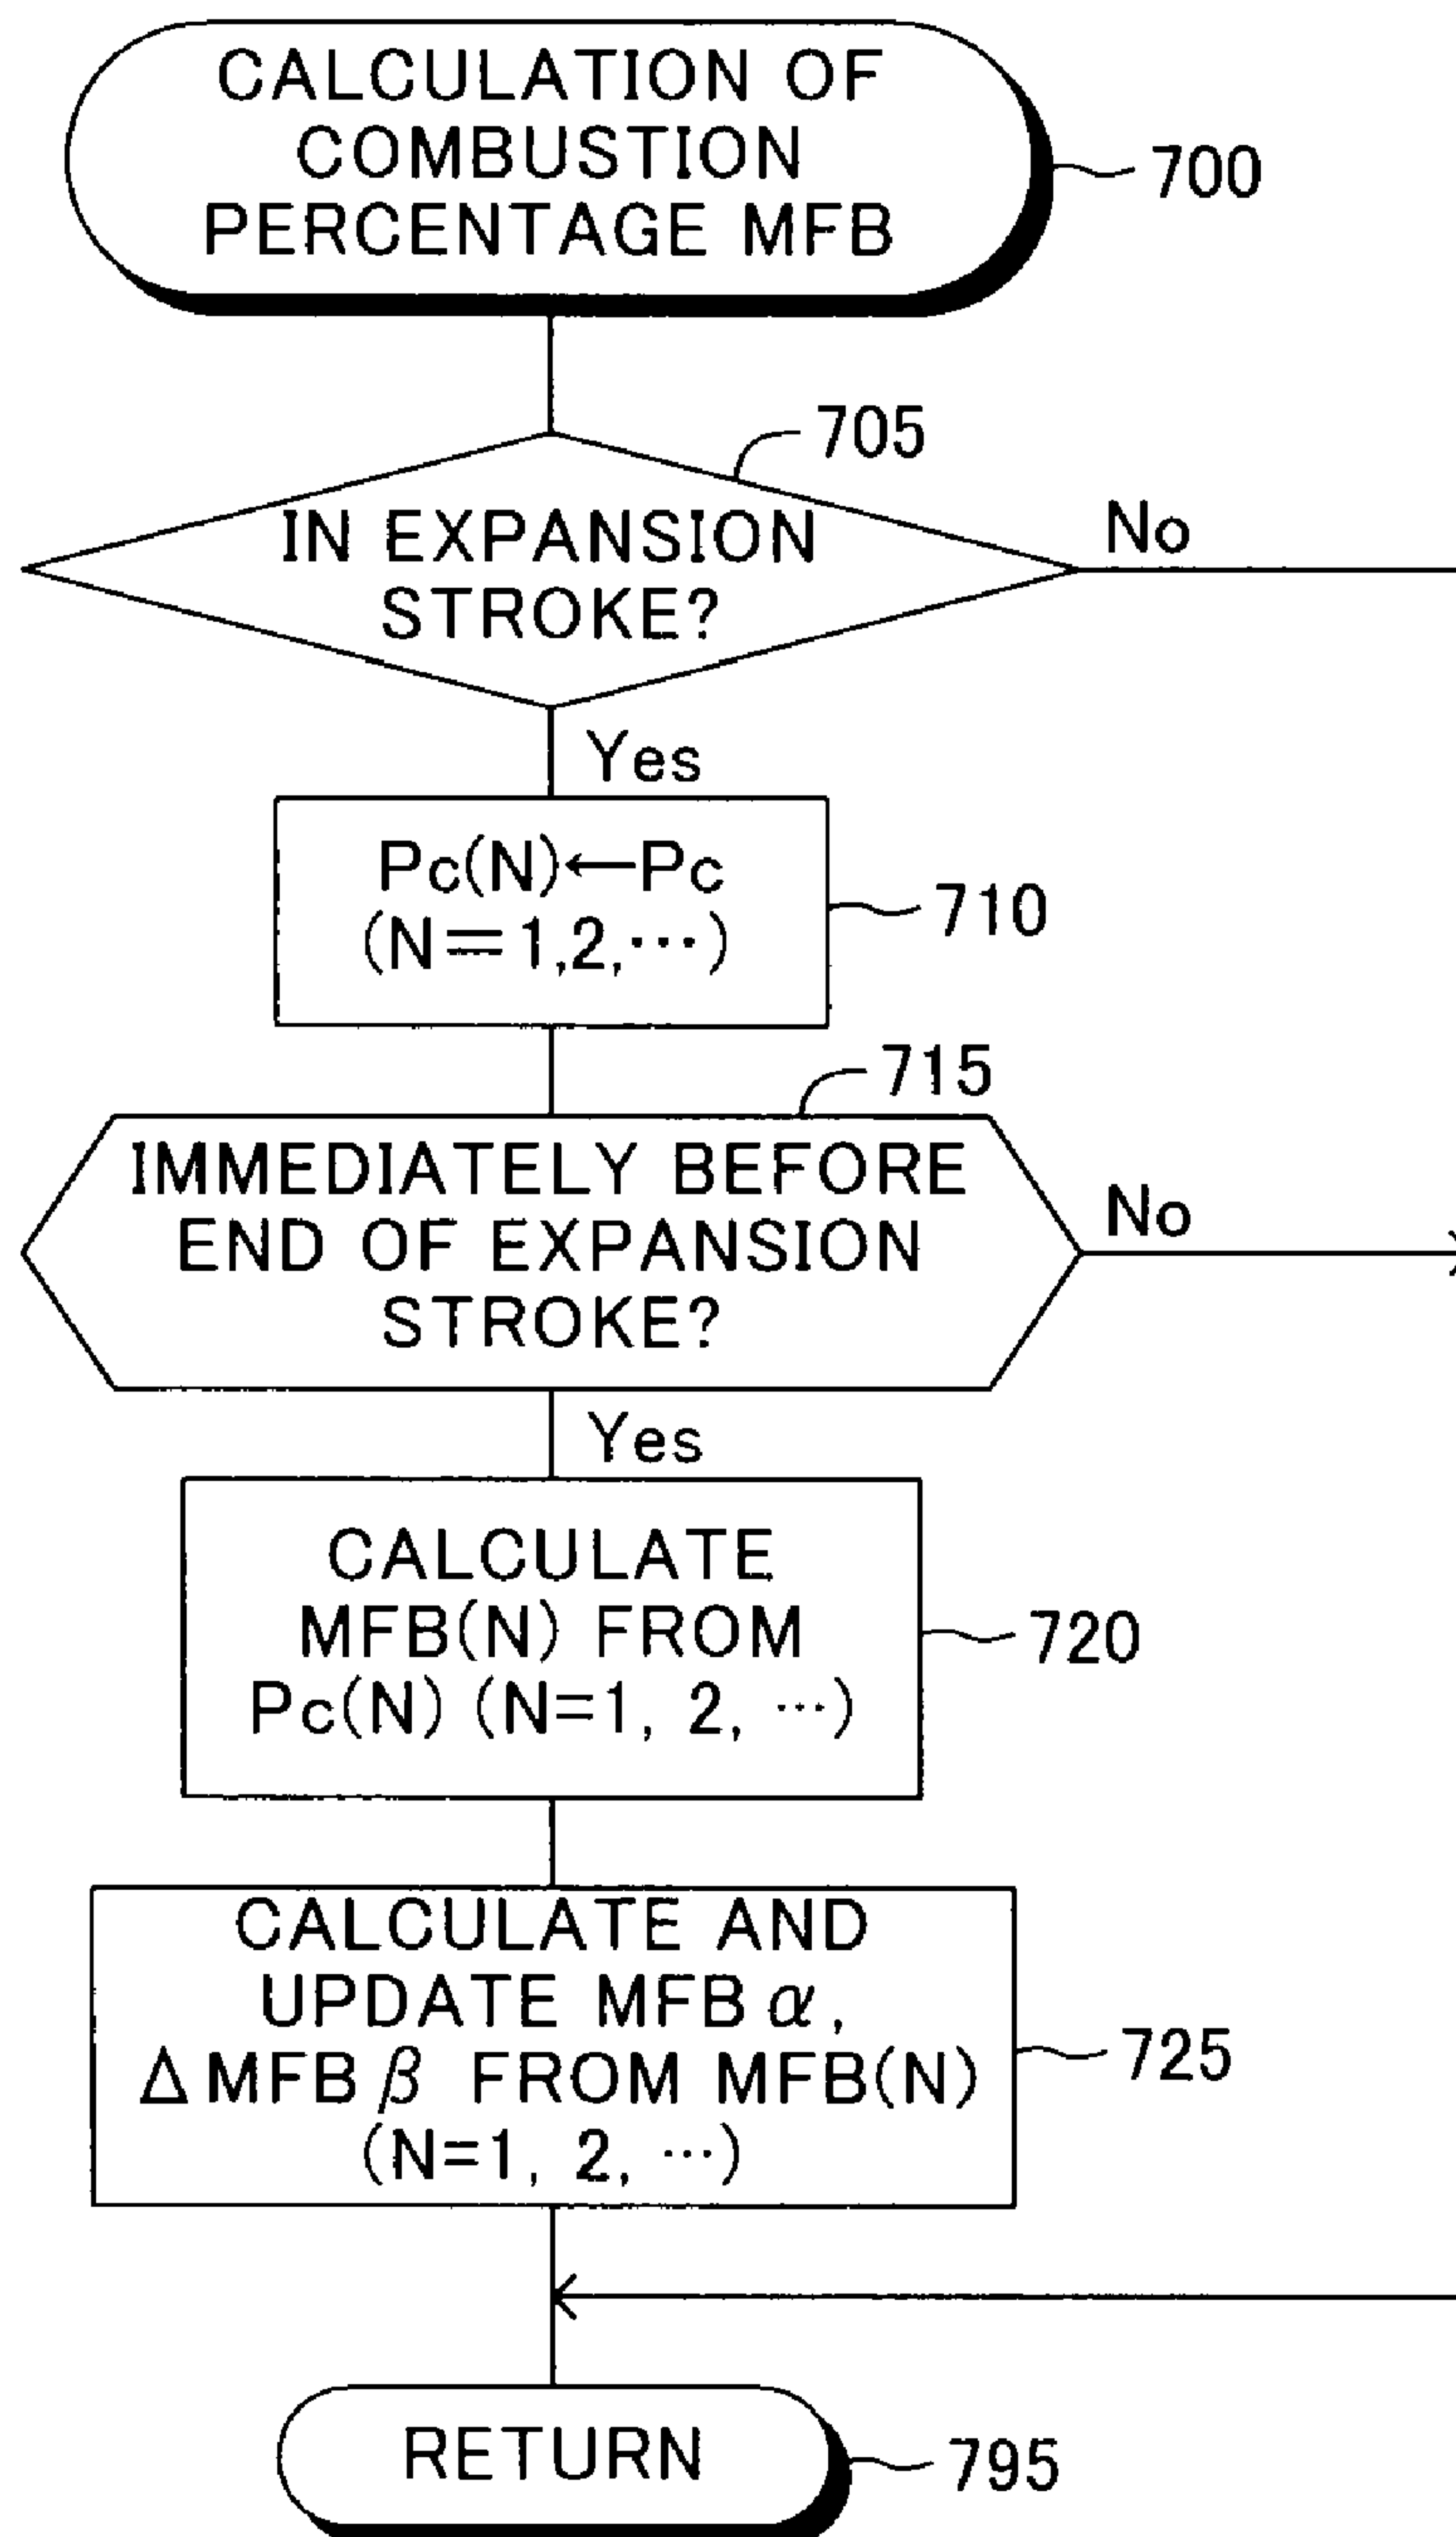 CALCULATION OF
COMBUSTION
PERCENTAGE MFB
700
705
IN EXPANSION
STROKE?
No
Yes
Pc(N)←Pc
(N=1,2,⋯)
710
715
IMMEDIATELY BEFORE
END OF EXPANSION
STROKE?
No
Yes
CALCULATE
MFB(N) FROM
Pc(N) (N=1, 2, ⋯)
720
CALCULATE AND
UPDATE MFB α,
Δ MFB β FROM MFB(N)
(N=1, 2, ⋯)
725
RETURN
795